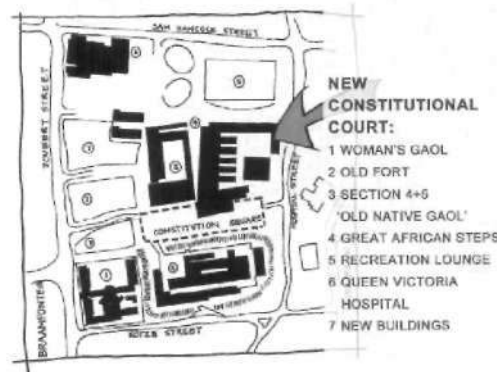 SAM HANCOCK STREET
JOUBERT STREET
NEW
CONSTITUTIONAL
COURT:
1 WOMAN'S GAOL
2 OLD FORT
3 SECTION 4+5
'OLD NATIVE GAOL'
4 GREAT AFRICAN STEPS
5 RECREATION LOUNGE
6 QUEEN VICTORIA
HOSPITAL
7 NEW BUILDINGS
CONSTITUTION SQUARE
BRAAMFONTEIN
STREET